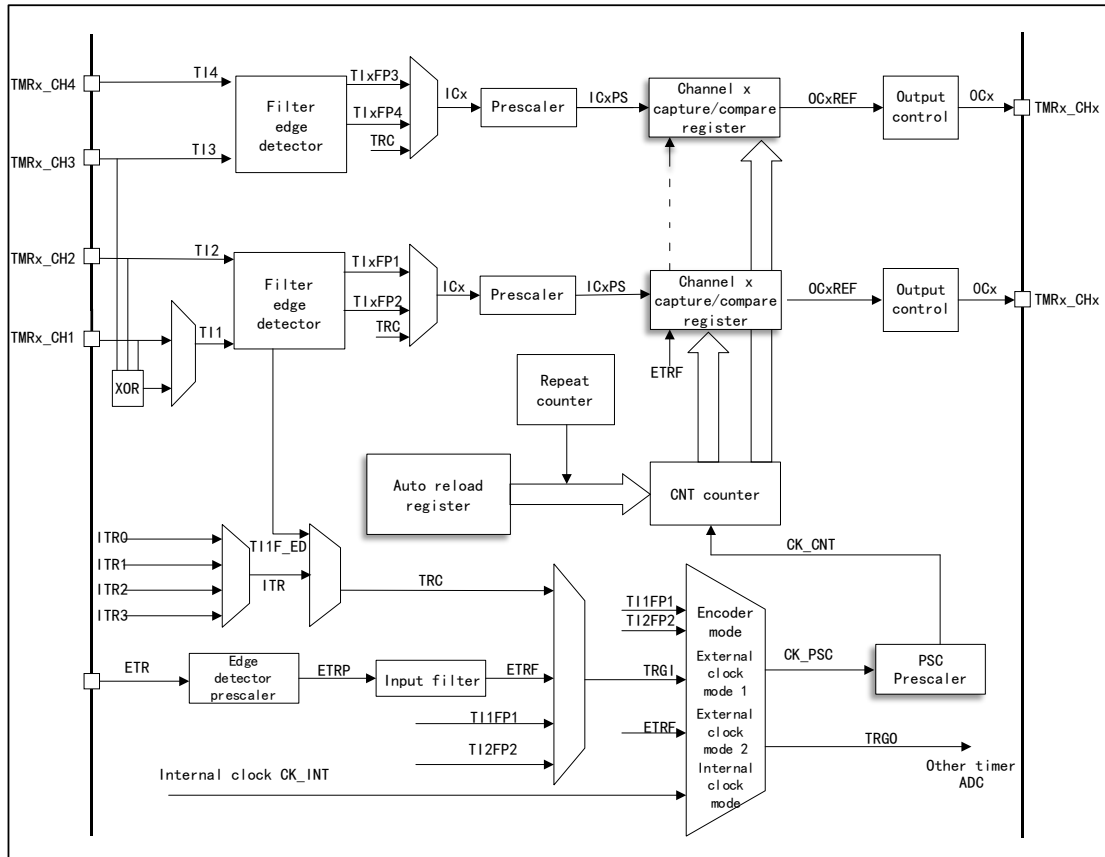 TMRx_CH4
TI4
Filter
edge
detector
TIxFP3
TIxFP4
TRC
ICx
Prescaler
ICxPS
Channel x
capture/compare
register
OCxREF
Output
control
OCx
TMRx_CHx
TMRx_CH3
TI3
TMRx_CH2
TI2
Filter
edge
detector
TIxFP1
TIxFP2
TRC
ICx
Prescaler
ICxPS
Channel x
capture/compare
register
OCxREF
Output
control
OCx
TMRx_CHx
TMRx_CH1
TI1
XOR
ETRF
Repeat
counter
Auto reload
register
CNT counter
CK_CNT
ITR0
ITR1
ITR2
ITR3
TI1F_ED
ITR
TRC
TI1FP1
TI2FP2
Encoder
mode
External
clock
mode 1
External
clock
mode 2
Internal
clock
mode
CK_PSC
PSC
Prescaler
ETR
Edge
detector
prescaler
ETRP
Input filter
ETRF
TRGI
TI1FP1
ETRF
TI2FP2
TRGO
Internal clock CK_INT
Other timer
ADC